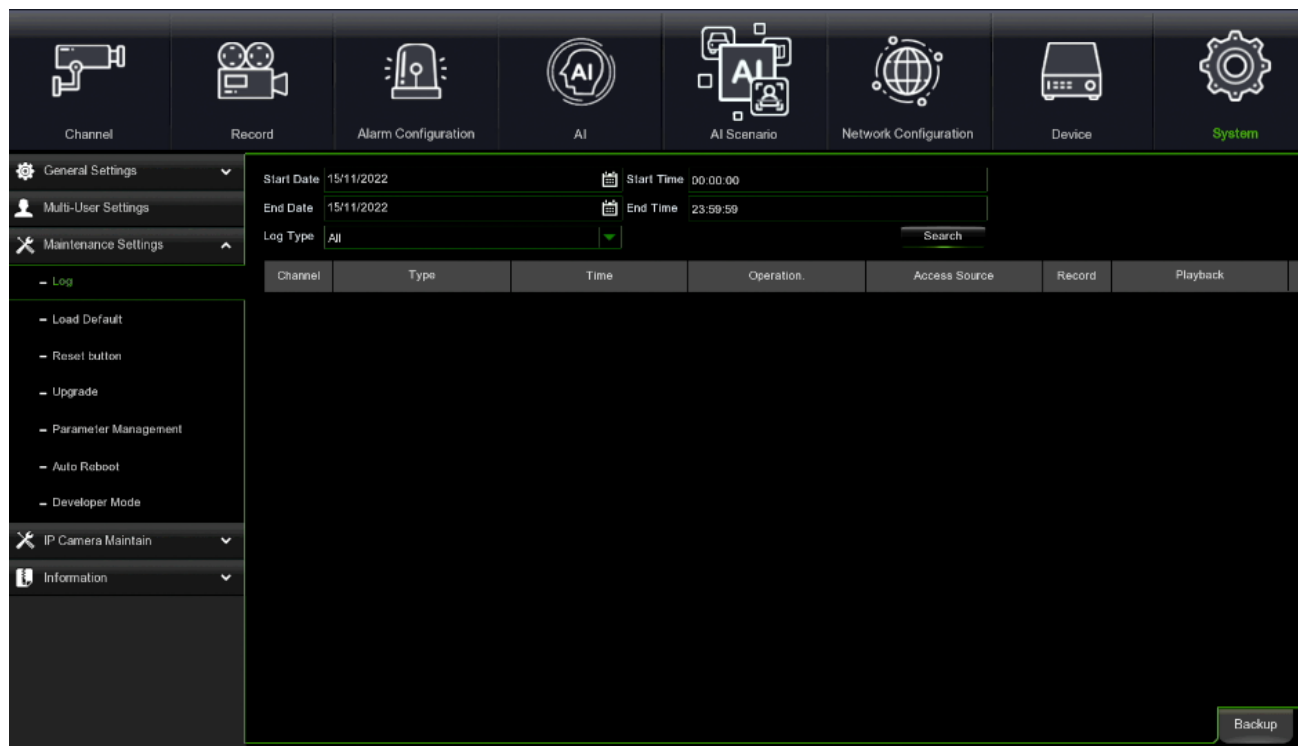 Channel Record Alarm Configuration AI AI Scenario Network Configuration Device System
General Settings
Multi-User Settings
Maintenance Settings
Log
Load Default
Reset button
Upgrade
Parameter Management
Auto Reboot
Developer Mode
IP Camera Maintain
Information
Start Date 15/11/2022 Start Time 00:00:00
End Date 15/11/2022 End Time 23:59:59
Log Type All Search
Channel Type Time Operation. Access Source Record Playback
Backup